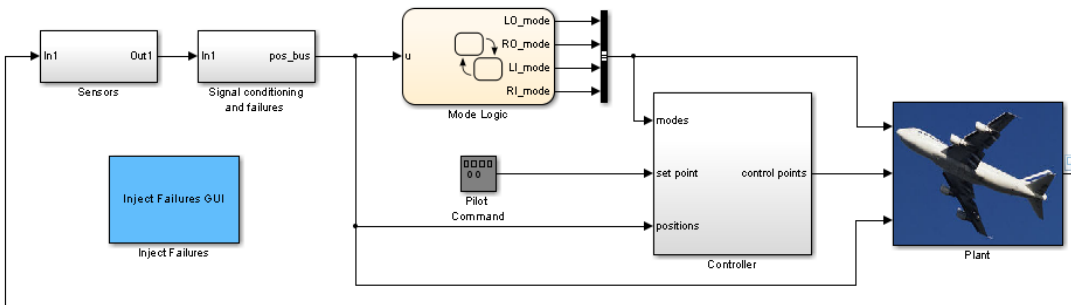 In1
Out1
Sensors
In1
pos_bus
Signal conditioning
and failures
u
LO_mode
RO_mode
LI_mode
RI_mode
Mode Logic
Inject Failures GUI
Inject Failures
Pilot
Command
modes
set point
positions
control points
Controller
Plant